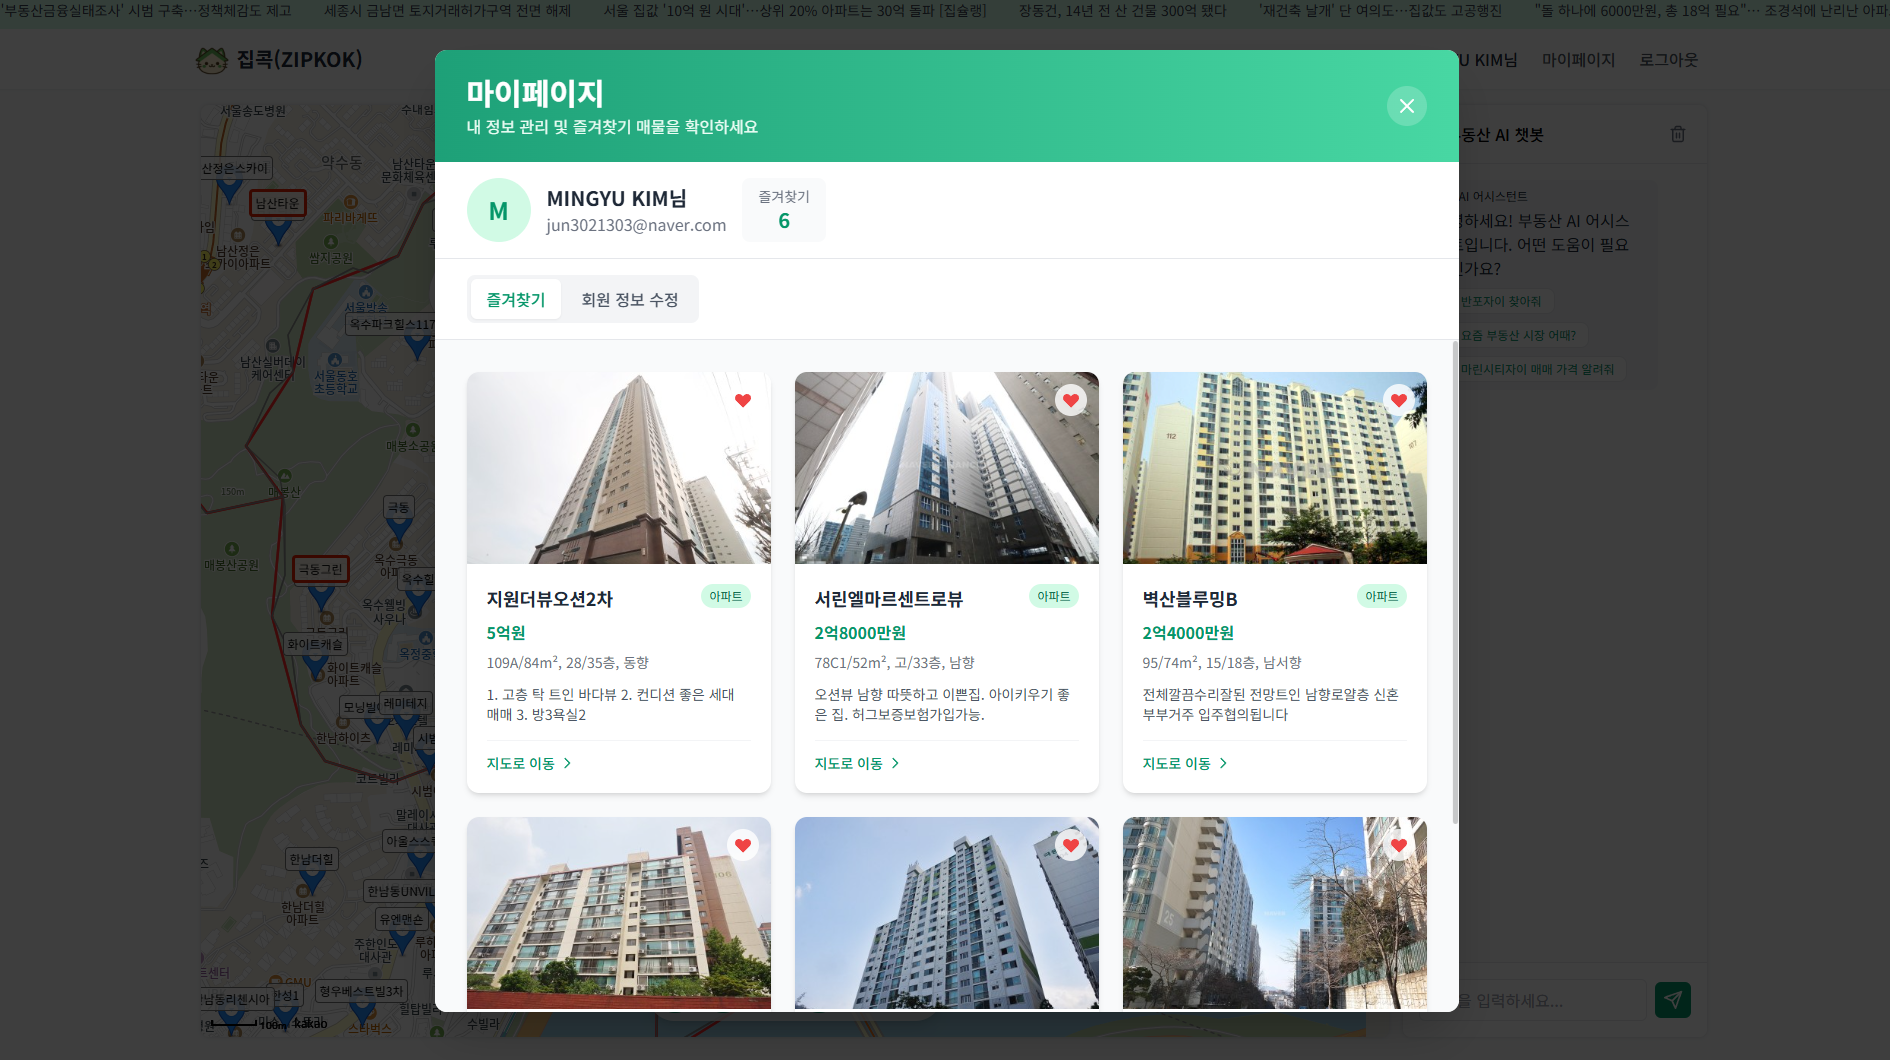 '부동산금융실태조사' 시범 구축…정책체감도 제고
세종시 금남면 토지거래허가구역 전면 해제
서울 집값 '10억 원 시대'…상위 20% 아파트는 30억 돌파 [집슐랭]
장동건, 14년 전 산 건물 300억 됐다
'재건축 날개' 단 여의도…집값도 고공행진
"돌 하나에 6000만원, 총 18억 필요"… 조경석에 난리난 아파
집콕(ZIPKOK)
U KIM님
마이페이지
로그아웃
마이페이지
내 정보 관리 및 즐겨찾기 매물을 확인하세요
M
MINGYU KIM님
jun3021303@naver.com
즐겨찾기
6
즐겨찾기
회원 정보 수정
지원더뷰오션2차
아파트
5억원
109A/84m², 28/35층, 동향
1. 고층 탁 트인 바다뷰 2. 컨디션 좋은 세대
매매 3. 방3욕실2
지도로 이동
서린엘마르센트로뷰
아파트
2억8000만원
78C1/52m², 고/33층, 남향
오션뷰 남향 따뜻하고 이쁜집. 아이키우기 좋
은 집. 허그보증보험가입가능.
지도로 이동
벽산블루밍B
아파트
2억4000만원
95/74m², 15/18층, 남서향
전체깔끔수리잘된 전망트인 남향로얄층 신혼
부부거주 입주협의됩니다
지도로 이동
112
107
25
부동산 AI 챗봇
AI 어시스턴트
하세요! 부동산 AI 어시스
트입니다. 어떤 도움이 필요
가요?
반포자이 찾아줘
요즘 부동산 시장 어때?
마린시티자이 매매 가격 알려줘
을 입력하세요...
서울송도병원
수내임
약수동
산정은스카이
남산타운
남산타운
문화체육센
파리바게뜨
남산정은
가이아파트
쌈지공원
서울방송
옥수파크힐스117
남산실버데이
케어센터
서울동호
초등학교
타운
매봉소공원
150m
매봉산
극동
매봉산공원
극동그린
옥수극동
옥수힐
옥수웰빙
사우나
극동그린
화이트캐슬
화이트캐슬
아파트
옥정중
레미테지
모닝빌
한남하이츠
레미
시범
코트빌라
말레이시
대사관
아울스스
한남더힐
한남더힐
아파트
한남동UNVIL
유엔맨숀
주한인도
대사관
트센터
GMU
한남동리첸시아
한성1
형우베스트빌3차
힐탑빌라
스타벅스
수빌라
100m
kakao